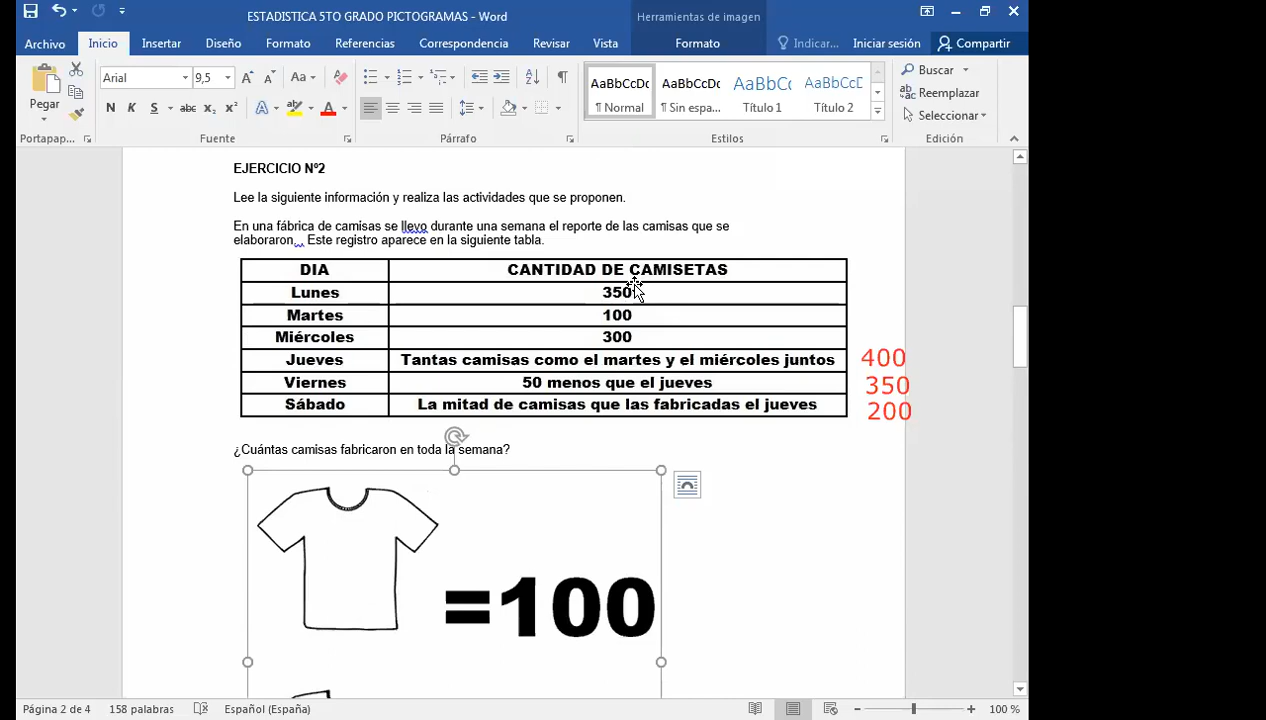 ESTADISTICA 5TO GRADO PICTOGRAMAS - Word
Herramientas de imagen
Archivo
Inicio
Insertar
Diseño
Formato
Referencias
Correspondencia
Revisar
Vista
Formato
Indicar...
Iniciar sesión
Compartir
Pegar
Arial
9,5
Aa
N K S abc x₂ x²
AaBbCcDc
¶ Normal
AaBbCcDc
¶ Sin espa...
AaBbCc
Título 1
AaBbCcD
Título 2
Buscar
Reemplazar
Seleccionar
Portapap...
Fuente
Párrafo
Estilos
Edición
EJERCICIO Nº2
Lee la siguiente información y realiza las actividades que se proponen.
En una fábrica de camisas se llevo durante una semana el reporte de las camisas que se
elaboraron. Este registro aparece en la siguiente tabla.
DIA CANTIDAD DE CAMISETAS
Lunes 350
Martes 100
Miércoles 300
Jueves Tantas camisas como el martes y el miércoles juntos 400
Viernes 50 menos que el jueves 350
Sábado La mitad de camisas que las fabricadas el jueves 200
¿Cuántas camisas fabricaron en toda la semana?
=100
Página 2 de 4
158 palabras
Español (España)
100 %